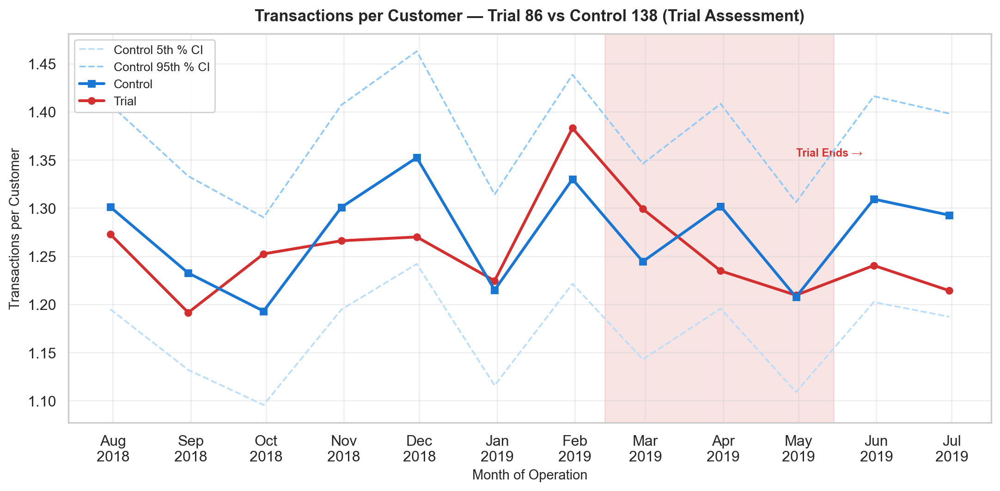 Transactions per Customer — Trial 86 vs Control 138 (Trial Assessment)
Control 5th % CI
Control 95th % CI
Control
Trial
Trial Ends →
Transactions per Customer
1.45
1.40
1.35
1.30
1.25
1.20
1.15
1.10
Aug
2018
Sep
2018
Oct
2018
Nov
2018
Dec
2018
Jan
2019
Feb
2019
Mar
2019
Apr
2019
May
2019
Jun
2019
Jul
2019
Month of Operation